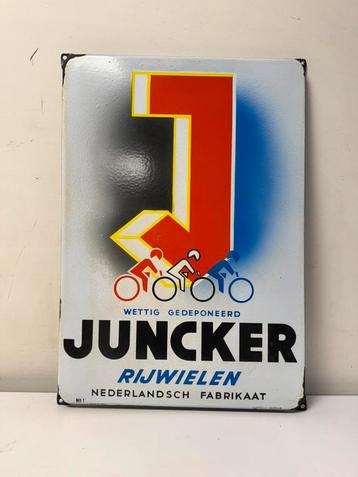 J
WETTIG GEDEPONEERD
JUNCKER
RIJWIELEN
NEDERLANDSCH FABRIKAAT